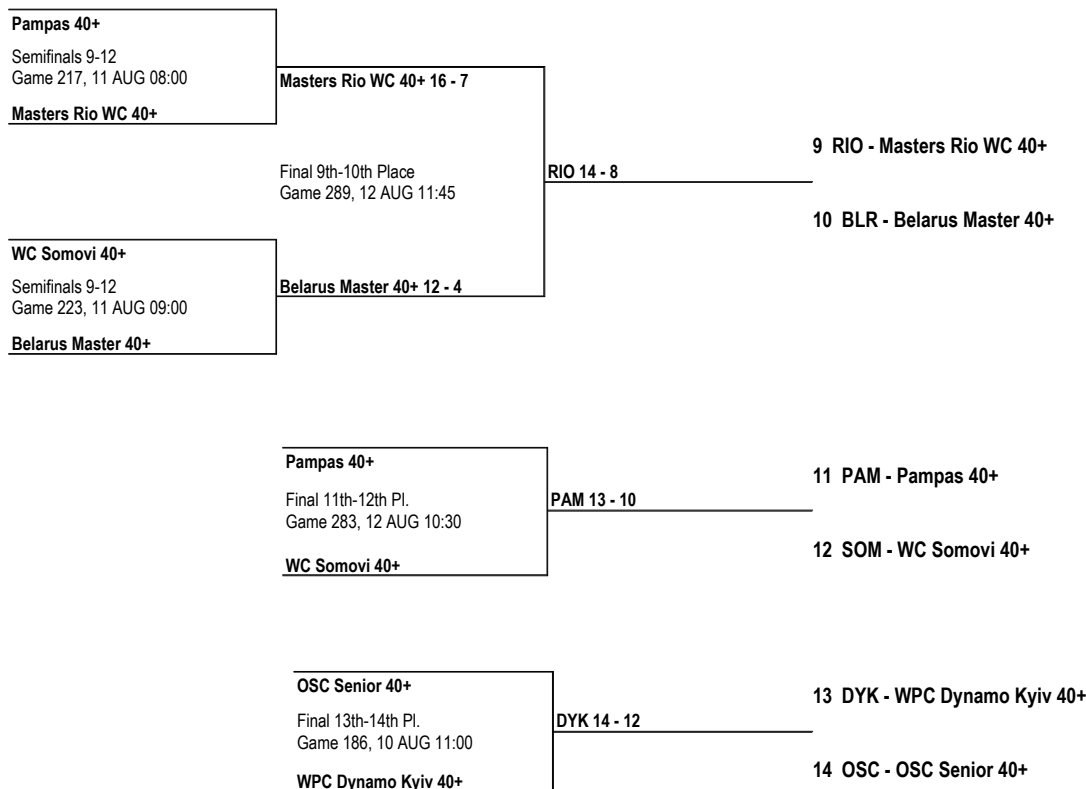 Pampas 40+
Semifinals 9-12
Game 217, 11 AUG 08:00
Masters Rio WC 40+
Masters Rio WC 40+ 16 - 7
Final 9th-10th Place
Game 289, 12 AUG 11:45
RIO 14 - 8
9 RIO - Masters Rio WC 40+
10 BLR - Belarus Master 40+
WC Somovi 40+
Semifinals 9-12
Game 223, 11 AUG 09:00
Belarus Master 40+
Belarus Master 40+ 12 - 4
Pampas 40+
Final 11th-12th Pl.
Game 283, 12 AUG 10:30
WC Somovi 40+
PAM 13 - 10
11 PAM - Pampas 40+
12 SOM - WC Somovi 40+
OSC Senior 40+
Final 13th-14th Pl.
Game 186, 10 AUG 11:00
WPC Dynamo Kyiv 40+
DYK 14 - 12
13 DYK - WPC Dynamo Kyiv 40+
14 OSC - OSC Senior 40+